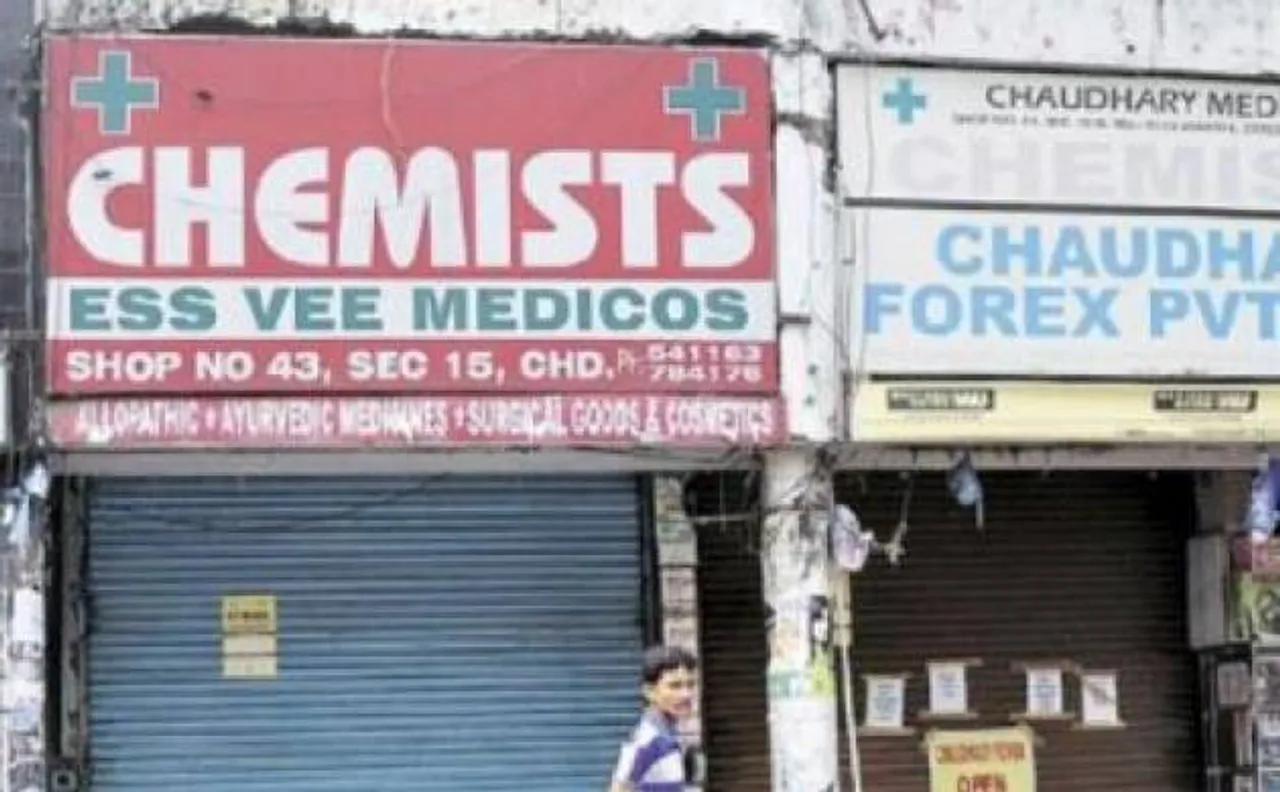 CHEMISTS
ESS VEE MEDICOS
SHOP NO 43, SEC 15, CHD. Ph: 541163
784176
ALLOPATHIC + AYURVEDIC MEDICINES + SURGICAL GOODS & COSMETICS
CHAUDHARY MED
CHEMIS
CHAUDHA
FOREX PVT
OPEN